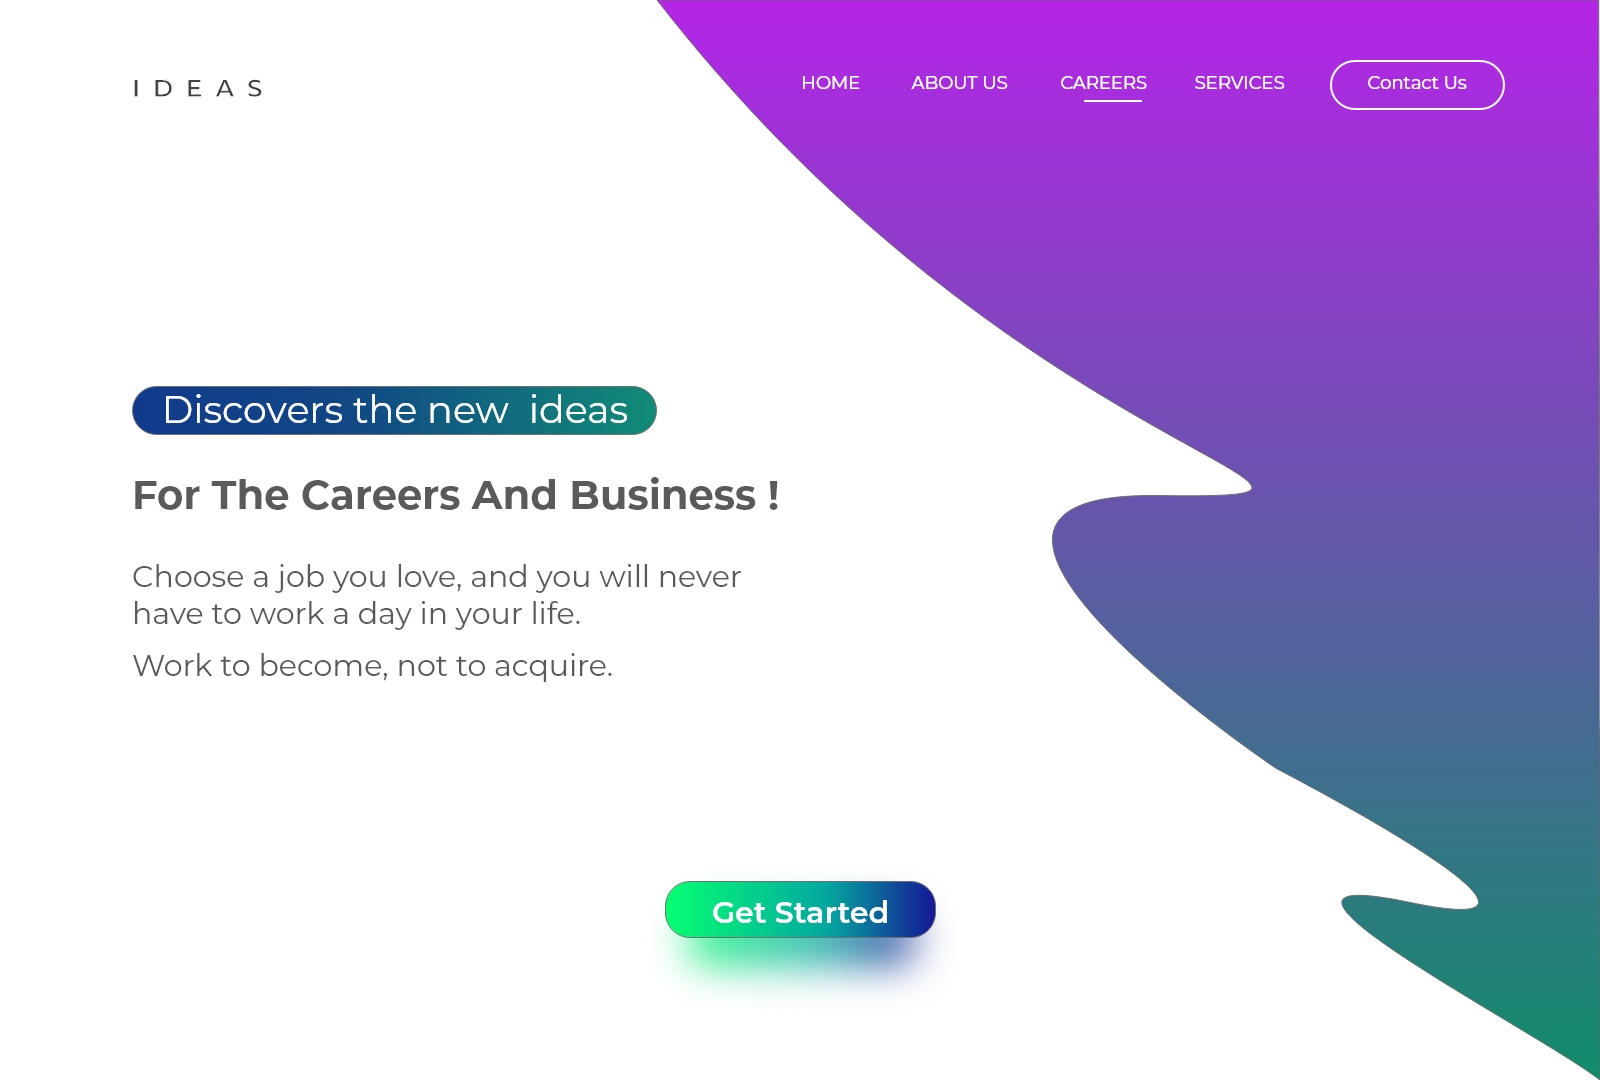 I D E A S
HOME ABOUT US CAREERS SERVICES Contact Us
Discovers the new  ideas
For The Careers And Business !
Choose a job you love, and you will never
have to work a day in your life.
Work to become, not to acquire.
Get Started